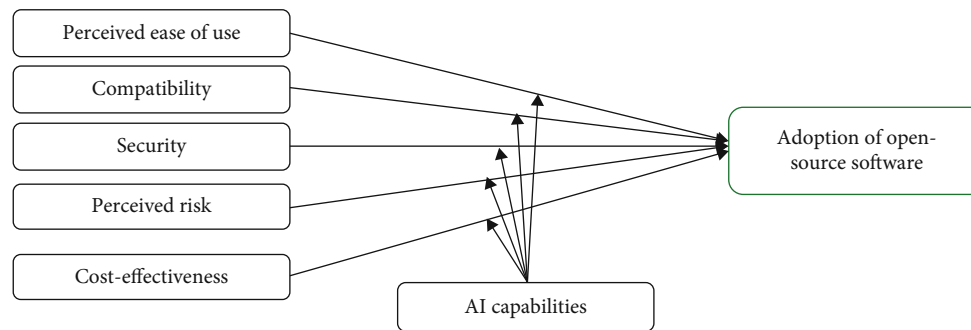 Perceived ease of use
Compatibility
Security
Perceived risk
Cost-effectiveness
AI capabilities
Adoption of open-
source software